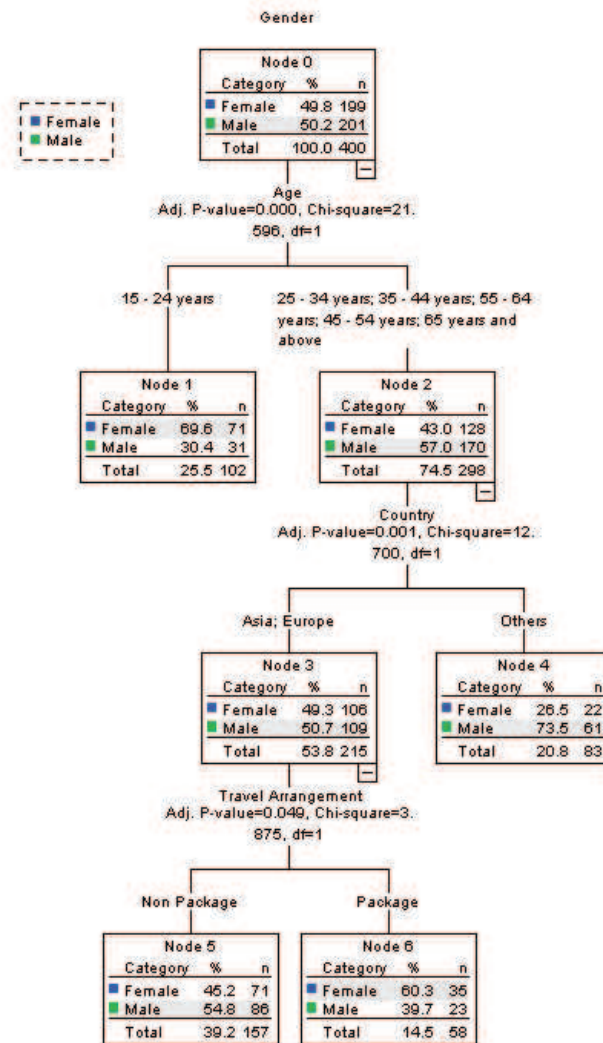 Gender
Node 0
Category % n
Female 49.8 199
Male 50.2 201
Total 100.0 400
Female
Male
Age
Adj. P-value=0.000, Chi-square=21.
596, df=1
15 - 24 years
25 - 34 years; 35 - 44 years; 55 - 64
years; 45 - 54 years; 65 years and
above
Node 1
Category % n
Female 69.6 71
Male 30.4 31
Total 25.5 102
Node 2
Category % n
Female 43.0 128
Male 57.0 170
Total 74.5 298
Country
Adj. P-value=0.001, Chi-square=12.
700, df=1
Asia; Europe
Others
Node 3
Category % n
Female 49.3 106
Male 50.7 109
Total 53.8 215
Node 4
Category % n
Female 26.5 22
Male 73.5 61
Total 20.8 83
Travel Arrangement
Adj. P-value=0.049, Chi-square=3.
875, df=1
Non Package
Package
Node 5
Category % n
Female 45.2 71
Male 54.8 86
Total 39.2 157
Node 6
Category % n
Female 60.3 35
Male 39.7 23
Total 14.5 58